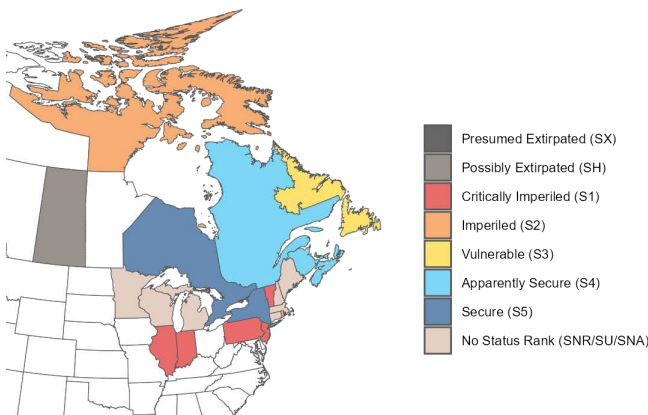 Presumed Extirpated (SX)
Possibly Extirpated (SH)
Critically Imperiled (S1)
Imperiled (S2)
Vulnerable (S3)
Apparently Secure (S4)
Secure (S5)
No Status Rank (SNR/SU/SNA)